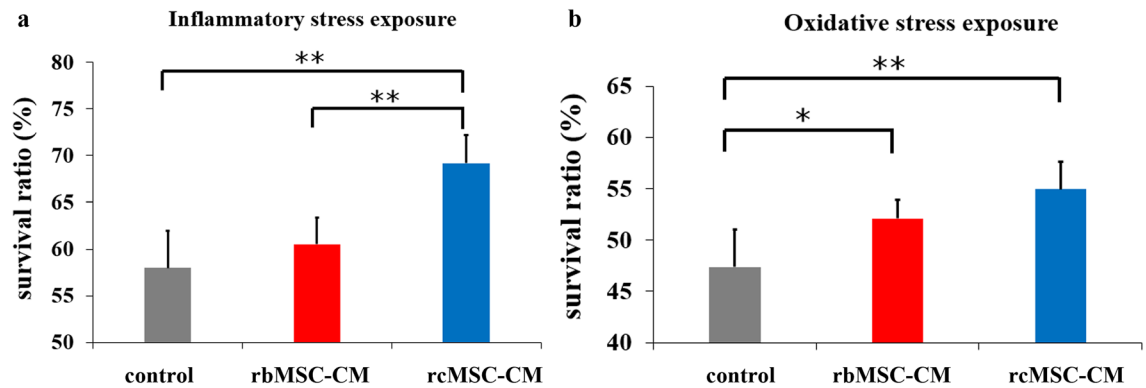 a
Inflammatory stress exposure
survival ratio (%)
80
75
70
65
60
55
50
**
**
control
rbMSC-CM
rcMSC-CM
b
Oxidative stress exposure
survival ratio (%)
65
60
55
50
45
40
**
*
control
rbMSC-CM
rcMSC-CM